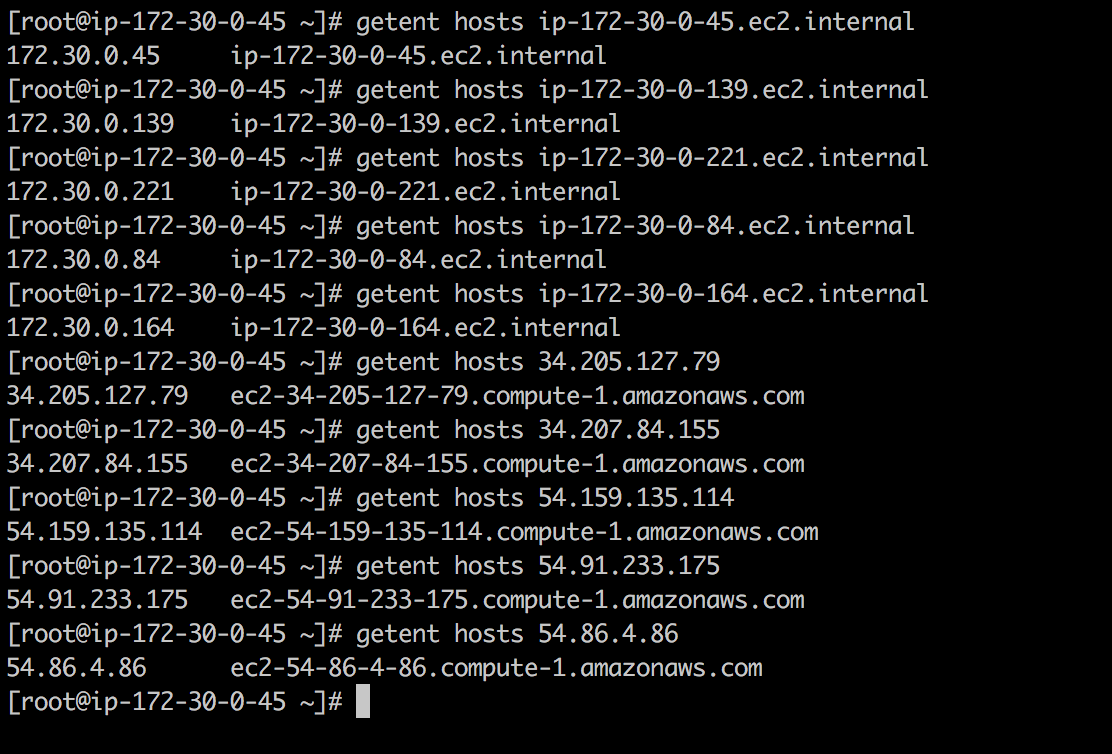 [root@ip-172-30-0-45 ~]# getent hosts ip-172-30-0-45.ec2.internal
172.30.0.45     ip-172-30-0-45.ec2.internal
[root@ip-172-30-0-45 ~]# getent hosts ip-172-30-0-139.ec2.internal
172.30.0.139    ip-172-30-0-139.ec2.internal
[root@ip-172-30-0-45 ~]# getent hosts ip-172-30-0-221.ec2.internal
172.30.0.221    ip-172-30-0-221.ec2.internal
[root@ip-172-30-0-45 ~]# getent hosts ip-172-30-0-84.ec2.internal
172.30.0.84     ip-172-30-0-84.ec2.internal
[root@ip-172-30-0-45 ~]# getent hosts ip-172-30-0-164.ec2.internal
172.30.0.164    ip-172-30-0-164.ec2.internal
[root@ip-172-30-0-45 ~]# getent hosts 34.205.127.79
34.205.127.79   ec2-34-205-127-79.compute-1.amazonaws.com
[root@ip-172-30-0-45 ~]# getent hosts 34.207.84.155
34.207.84.155   ec2-34-207-84-155.compute-1.amazonaws.com
[root@ip-172-30-0-45 ~]# getent hosts 54.159.135.114
54.159.135.114  ec2-54-159-135-114.compute-1.amazonaws.com
[root@ip-172-30-0-45 ~]# getent hosts 54.91.233.175
54.91.233.175   ec2-54-91-233-175.compute-1.amazonaws.com
[root@ip-172-30-0-45 ~]# getent hosts 54.86.4.86
54.86.4.86      ec2-54-86-4-86.compute-1.amazonaws.com
[root@ip-172-30-0-45 ~]#